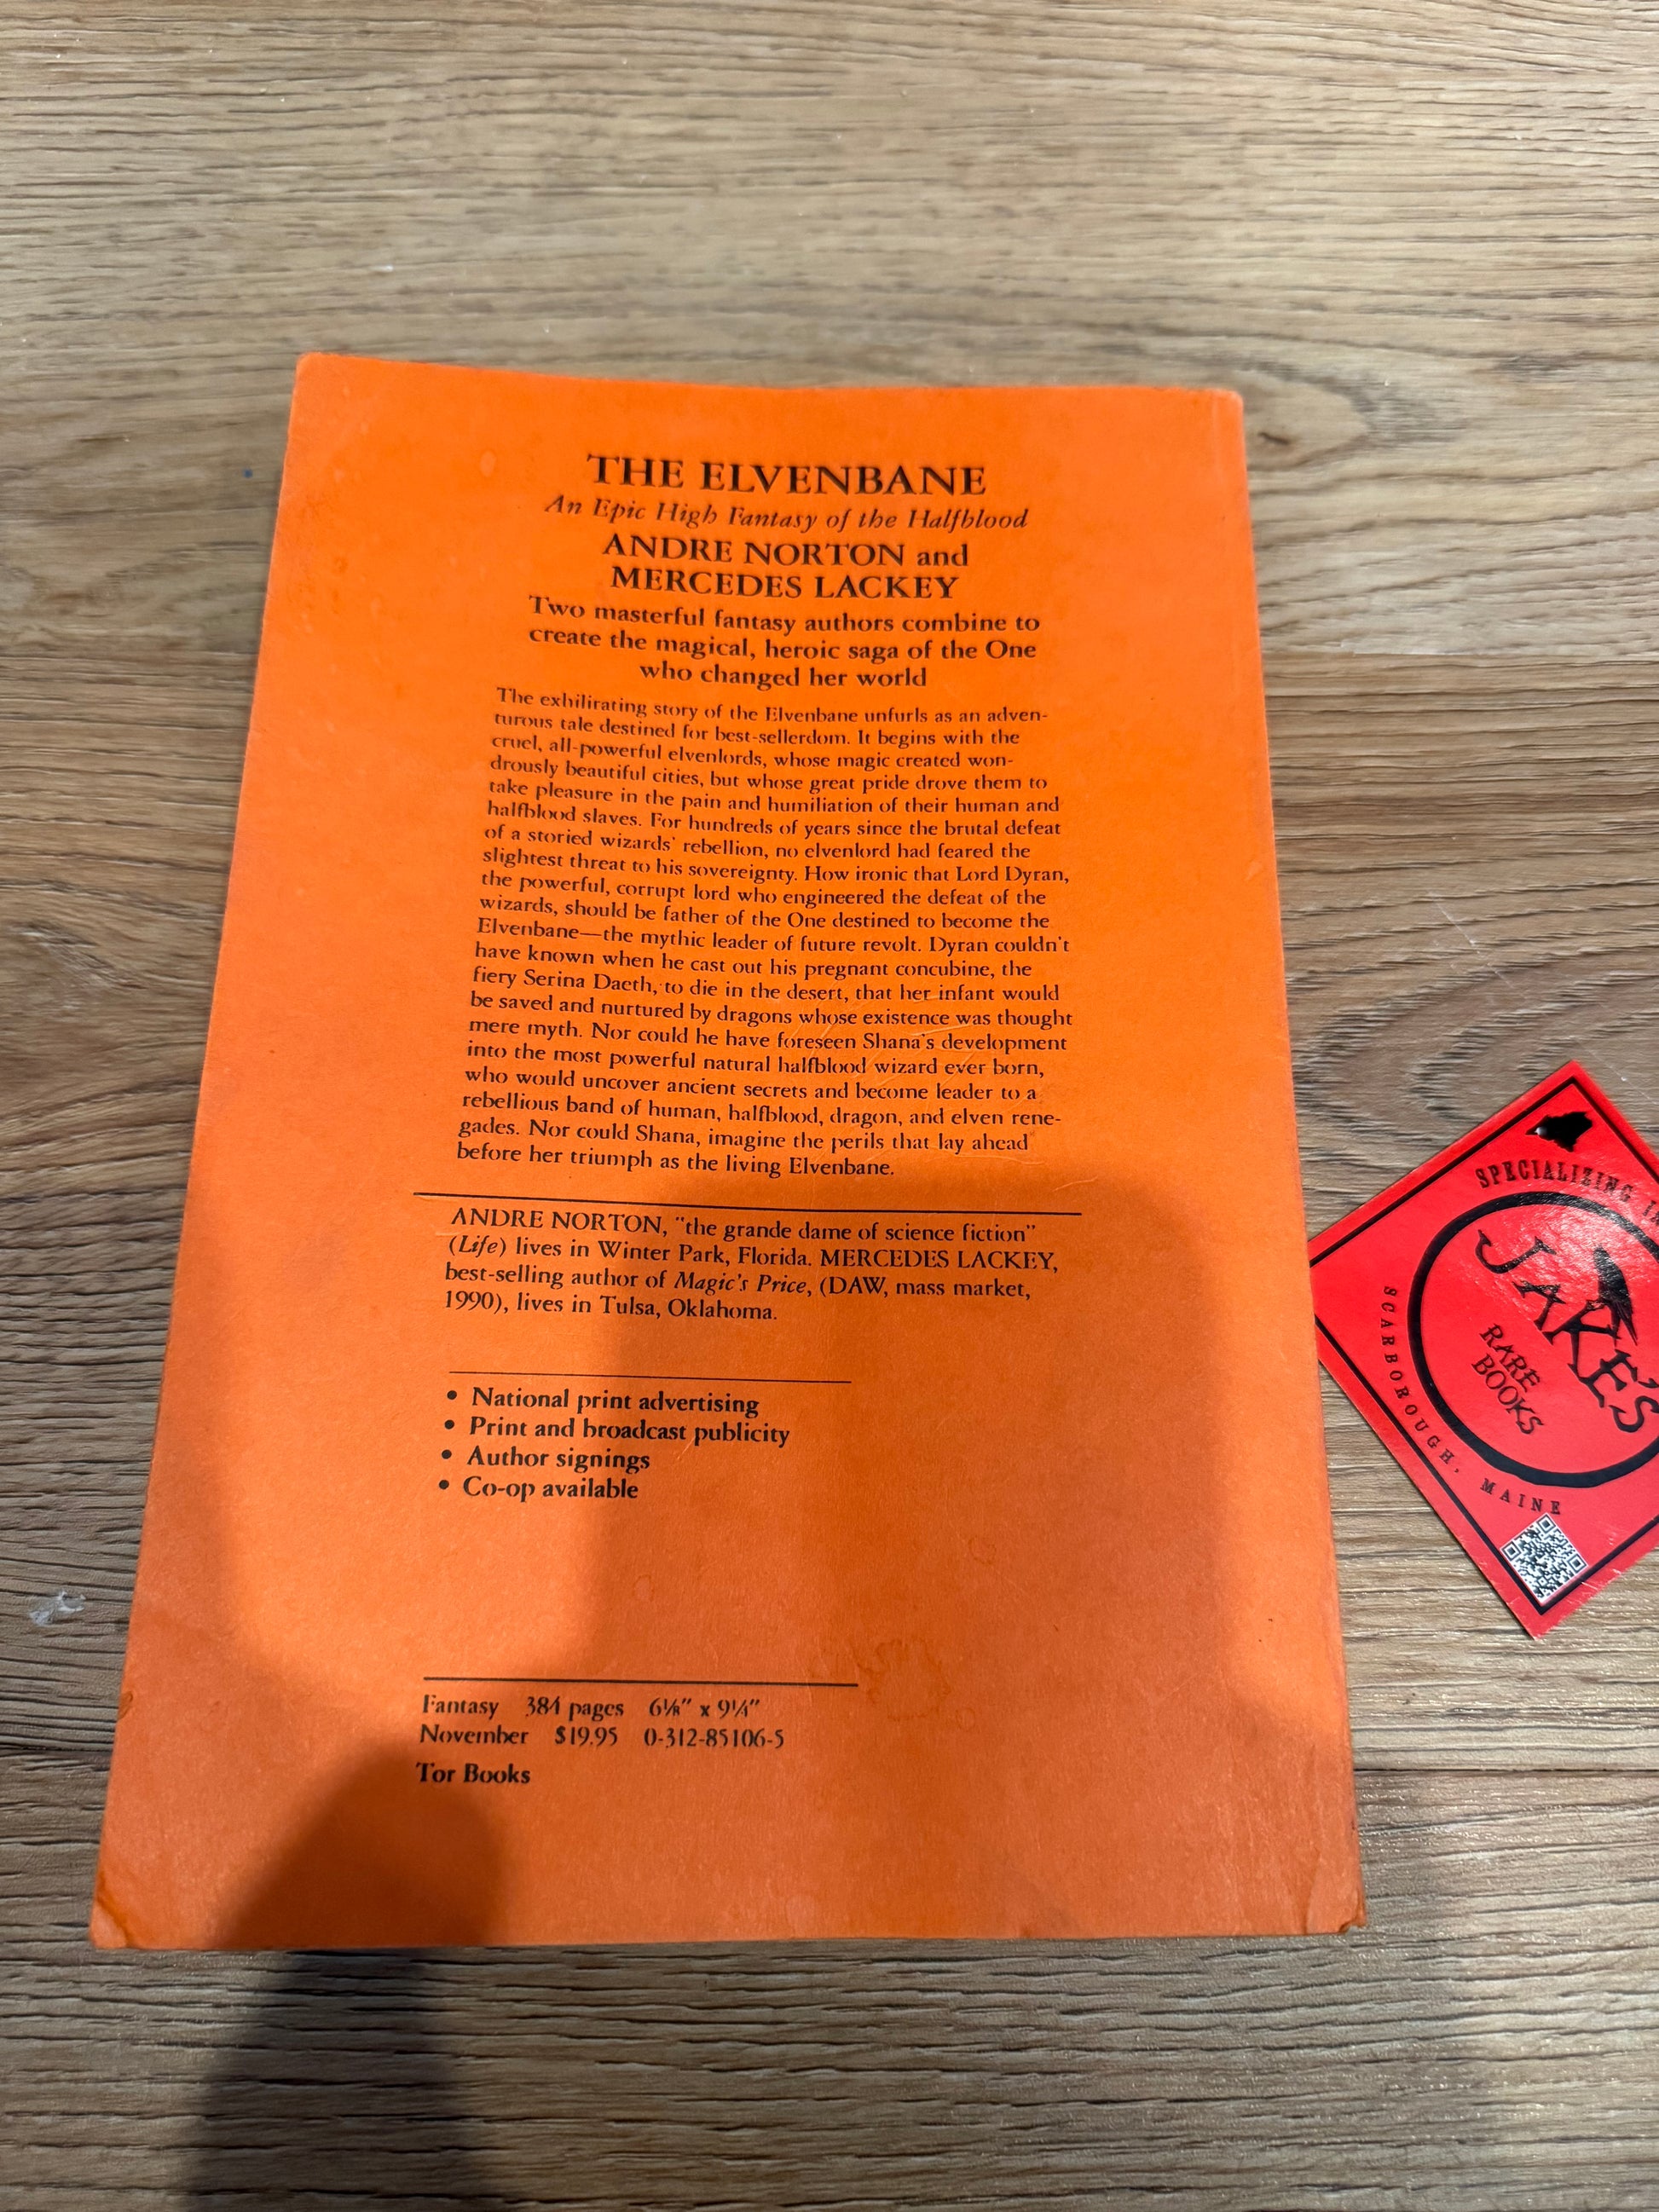 THE ELVENBANE
An Epic High Fantasy of the Halfblood
ANDRE NORTON and
MERCEDES LACKEY
Two masterful fantasy authors combine to
create the magical, heroic saga of the One
who changed her world
The exhilirating story of the Elvenbane unfurls as an adven-
turous tale destined for best-sellerdom. It begins with the
cruel, all-powerful elvenlords, whose magic created won-
drously beautiful cities, but whose great pride drove them to
take pleasure in the pain and humiliation of their human and
halfblood slaves. For hundreds of years since the brutal defeat
of a storied wizards' rebellion, no elvenlord had feared the
slightest threat to his sovereignty. How ironic that Lord Dyran,
the powerful, corrupt lord who engineered the defeat of the
wizards, should be father of the One destined to become the
Elvenbane—the mythic leader of future revolt. Dyran couldn't
have known when he cast out his pregnant concubine, the
fiery Serina Daeth, to die in the desert, that her infant would
be saved and nurtured by dragons whose existence was thought
mere myth. Nor could he have foreseen Shana's development
into the most powerful natural halfblood wizard ever born,
who would uncover ancient secrets and become leader to a
rebellious band of human, halfblood, dragon, and elven rene-
gades. Nor could Shana, imagine the perils that lay ahead
before her triumph as the living Elvenbane.
ANDRE NORTON, "the grande dame of science fiction"
(Life) lives in Winter Park, Florida. MERCEDES LACKEY,
best-selling author of Magic's Price, (DAW, mass market,
1990), lives in Tulsa, Oklahoma.
• National print advertising
• Print and broadcast publicity
• Author signings
• Co-op available
Fantasy 384 pages 6⅛" x 9¼"
November $19.95 0-312-85106-5
Tor Books
SPECIALIZING IN
JAKE'S
RARE
BOOKS
SCARBOROUGH, MAINE